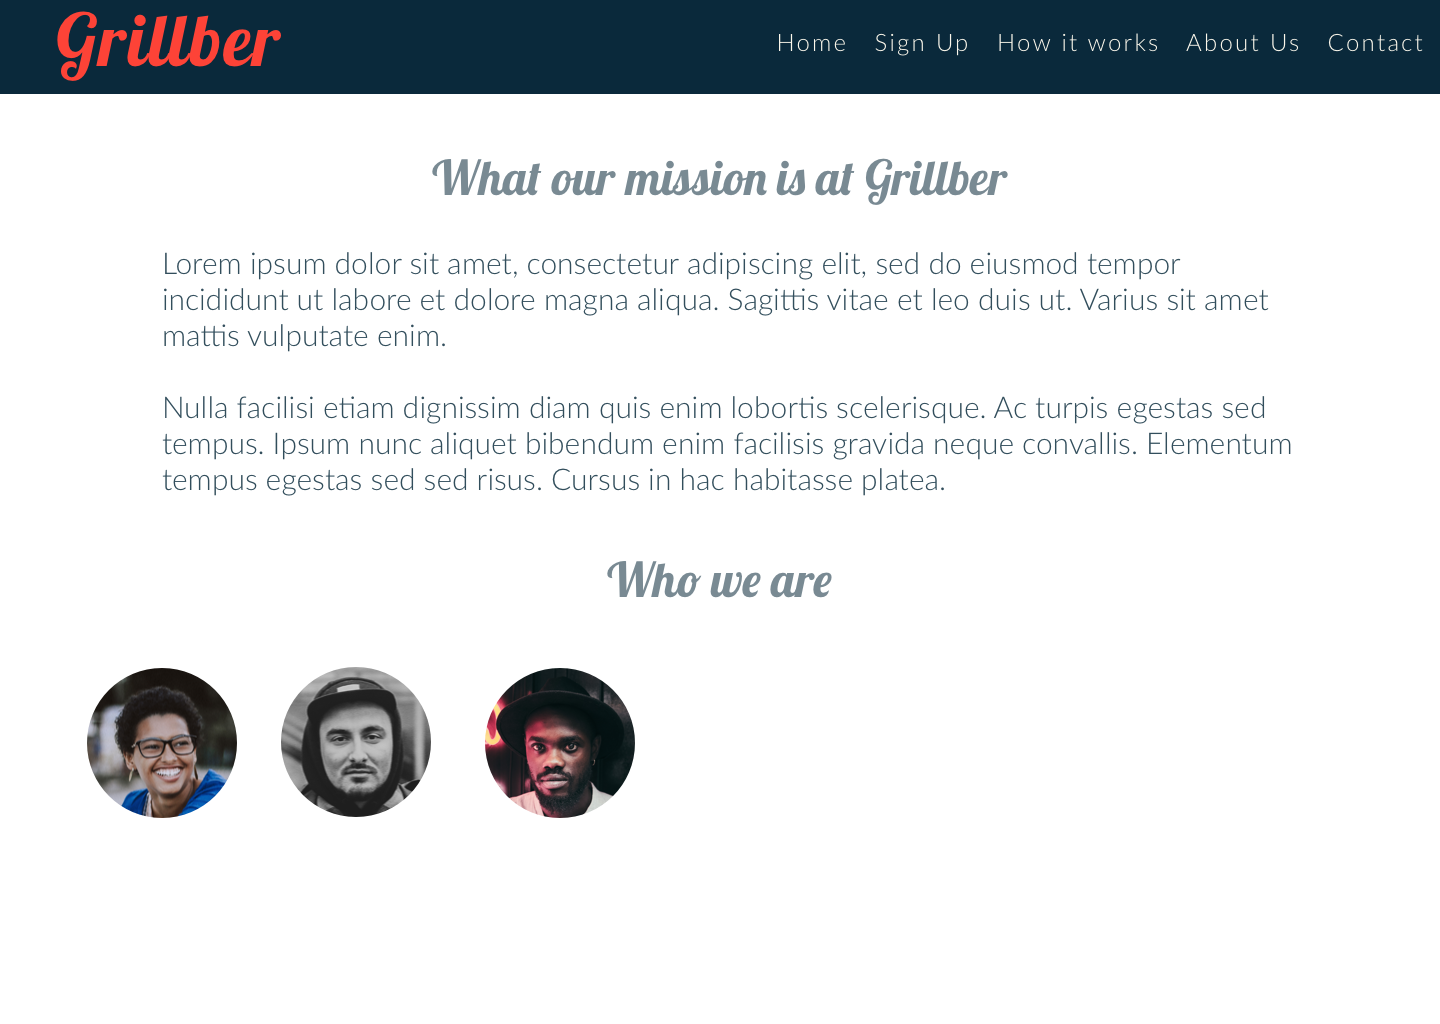 Grillber
Home Sign Up How it works About Us Contact
What our mission is at Grillber
Lorem ipsum dolor sit amet, consectetur adipiscing elit, sed do eiusmod tempor
incididunt ut labore et dolore magna aliqua. Sagittis vitae et leo duis ut. Varius sit amet
mattis vulputate enim.
Nulla facilisi etiam dignissim diam quis enim lobortis scelerisque. Ac turpis egestas sed
tempus. Ipsum nunc aliquet bibendum enim facilisis gravida neque convallis. Elementum
tempus egestas sed sed risus. Cursus in hac habitasse platea.
Who we are